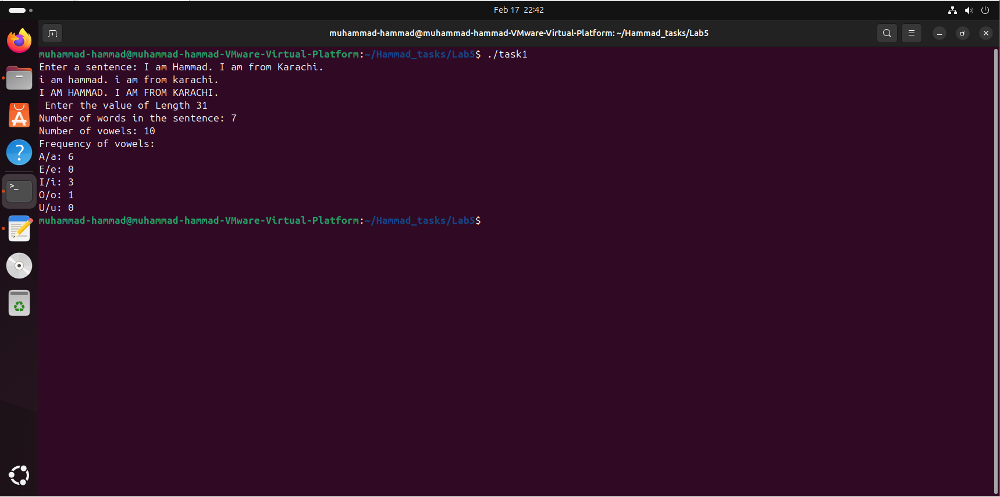 Feb 17 22:42
muhammad-hammad@muhammad-hammad-VMware-Virtual-Platform: ~/Hammad_tasks/Lab5
muhammad-hammad@muhammad-hammad-VMware-Virtual-Platform:~/Hammad_tasks/Lab5$ ./task1
Enter a sentence: I am Hammad. I am from Karachi.
i am hammad. i am from karachi.
I AM HAMMAD. I AM FROM KARACHI.
 Enter the value of Length 31
Number of words in the sentence: 7
Number of vowels: 10
Frequency of vowels:
A/a: 6
E/e: 0
I/i: 3
O/o: 1
U/u: 0
muhammad-hammad@muhammad-hammad-VMware-Virtual-Platform:~/Hammad_tasks/Lab5$